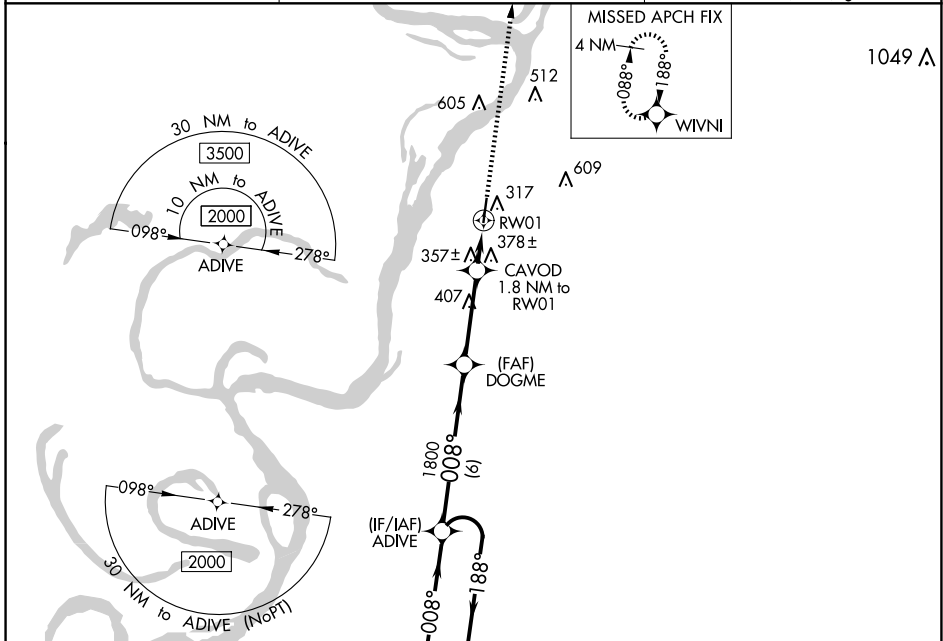 MISSED APCH FIX
4 NM
088°
188°
WIVNI
1049
512
605
30 NM to ADIVE
3500
10 NM to ADIVE
2000
098°
278°
ADIVE
609
317
RW01
357±
378±
CAVOD
1.8 NM to
RW01
407
(FAF)
DOGME
1800
008°
(6)
098°
278°
ADIVE
2000
30 NM to ADIVE (NoPT)
(IF/IAF)
ADIVE
188°
008°